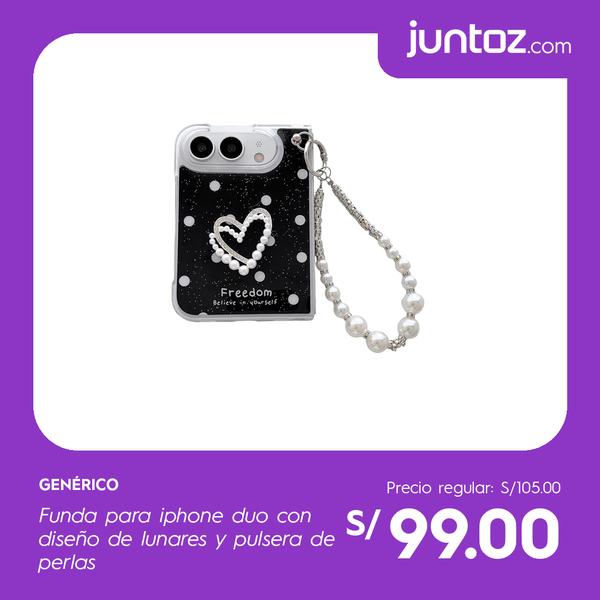 juntoz.com
Freedom
Believe in yourself
GENÉRICO
Funda para iphone duo con
diseño de lunares y pulsera de
perlas
Precio regular: S/105.00
S/99.00